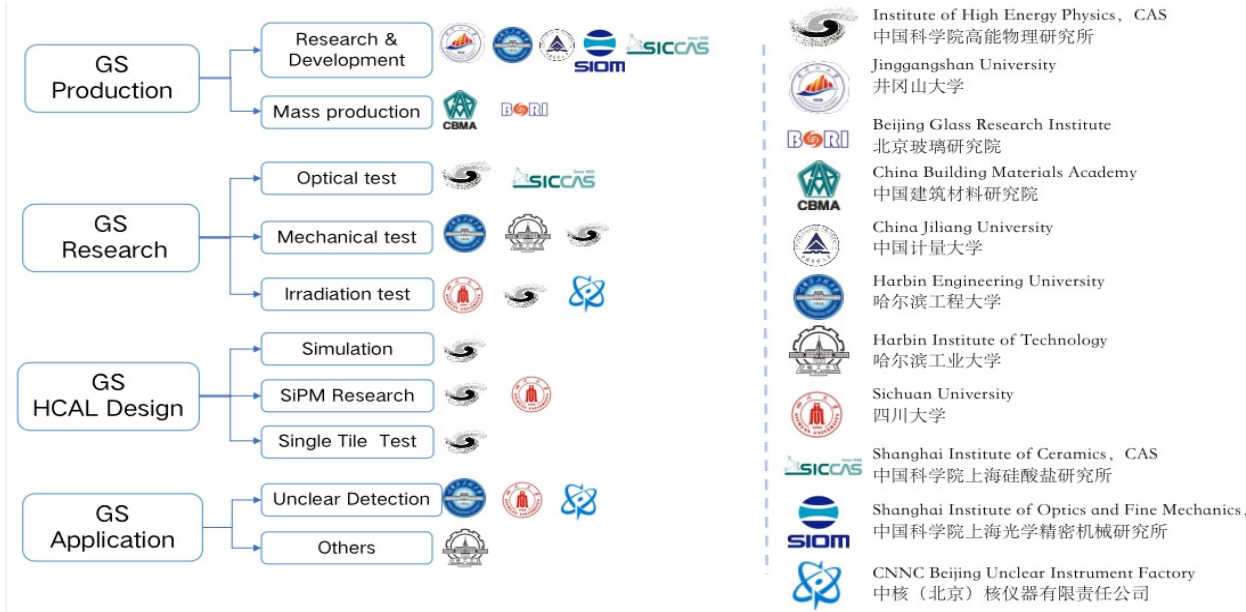 GS
Production
Research &
Development
SIOM
SICCAS
Mass production
CBMA
BGRI
GS
Research
Optical test
SICCAS
Mechanical test
Irradiation test
GS
HCAL Design
Simulation
SiPM Research
Single Tile Test
GS
Application
Unclear Detection
Others
Institute of High Energy Physics, CAS
中国科学院高能物理研究所
Jinggangshan University
井冈山大学
BGRI
Beijing Glass Research Institute
北京玻璃研究院
CBMA
China Building Materials Academy
中国建筑材料研究院
China Jiliang University
中国计量大学
Harbin Engineering University
哈尔滨工程大学
Harbin Institute of Technology
哈尔滨工业大学
Sichuan University
四川大学
SICCAS
Shanghai Institute of Ceramics, CAS
中国科学院上海硅酸盐研究所
SIOM
Shanghai Institute of Optics and Fine Mechanics,
中国科学院上海光学精密机械研究所
CNNC Beijing Unclear Instrument Factory
中核（北京）核仪器有限责任公司